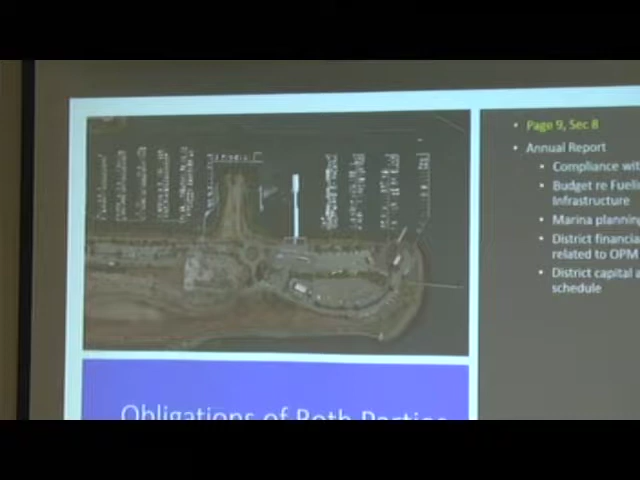 Page 9, Sec 8
Annual Report
Compliance wit
Budget re Fueli
Infrastructure
Marina planning
District financia
related to OPM
District capital a
schedule
Obligations of Both Parties